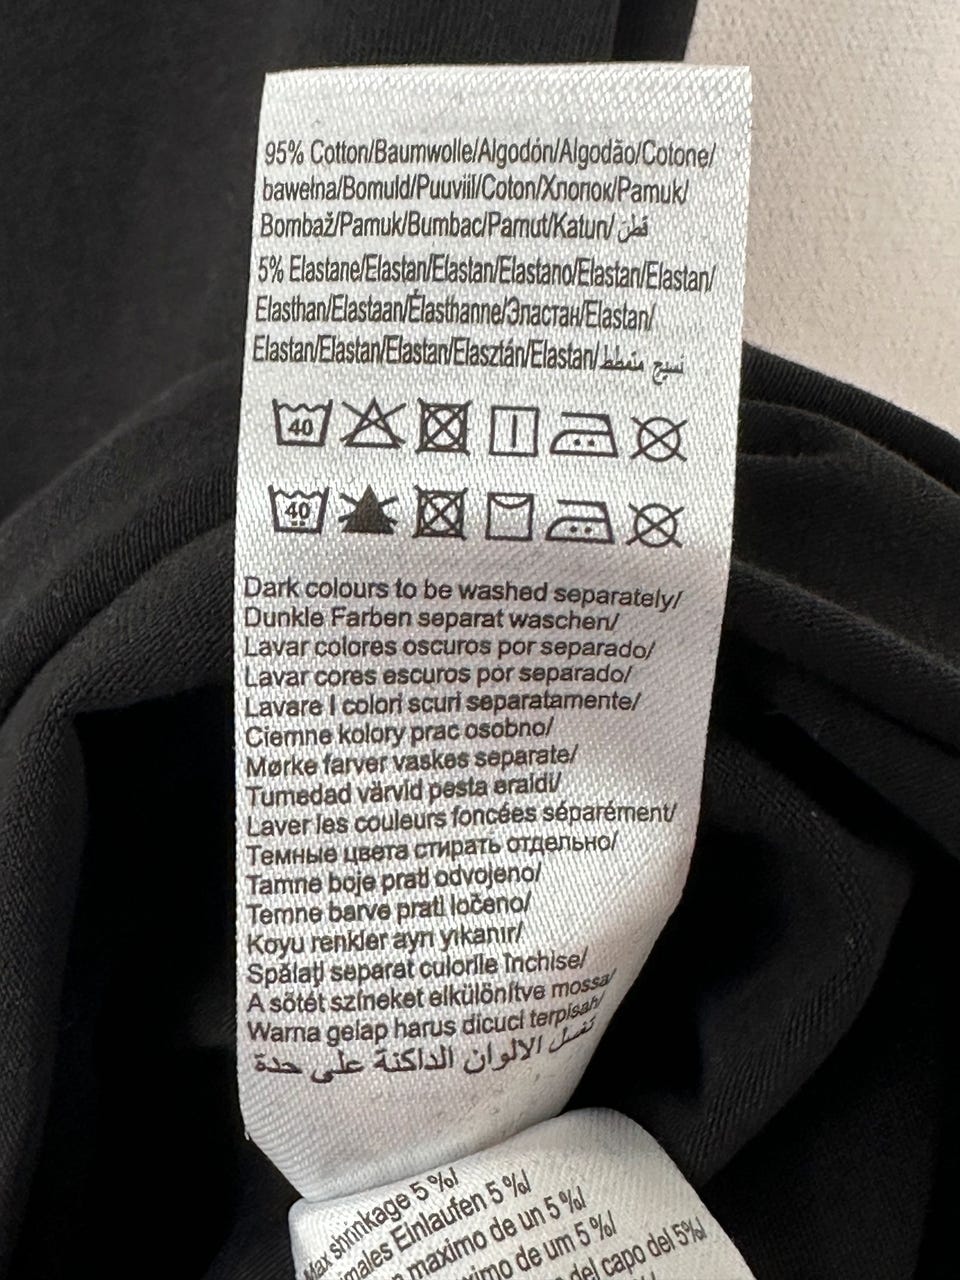 95% Cotton/Baumwolle/Algodón/Algodão/Cotone/
bawełna/Bomuld/Puuviil/Coton/Хлопок/Pamuk/
Bombaž/Pamuk/Bumbac/Pamut/Katun/ قطن
5% Elastane/Elastan/Elastan/Elastano/Elastan/Elastan/
Elasthan/Elastaan/Élasthanne/Эластан/Elastan/
Elastan/Elastan/Elastan/Elasztán/Elastan/ نسيج متمطط
40
40
Dark colours to be washed separately/
Dunkle Farben separat waschen/
Lavar colores oscuros por separado/
Lavar cores escuros por separado/
Lavare I colori scuri separatamente/
Ciemne kolory prac osobno/
Mørke farver vaskes separate/
Tumedad värvid pesta eraldi/
Laver les couleurs foncées séparément/
Темные цвета стирать отдельно/
Tamne boje prati odvojeno/
Temne barve prati ločeno/
Koyu renkler ayrı yıkanır/
Spălați separat culorile închise/
A sötét színeket elkülönítve mossa/
Warna gelap harus dicuci terpisah/
تغسل الالوان الداكنة على حدة
Max shrinkage 5 %/
Einlaufen 5 %/
maximo de un 5 %/
de um 5 %/
del capo del 5%/